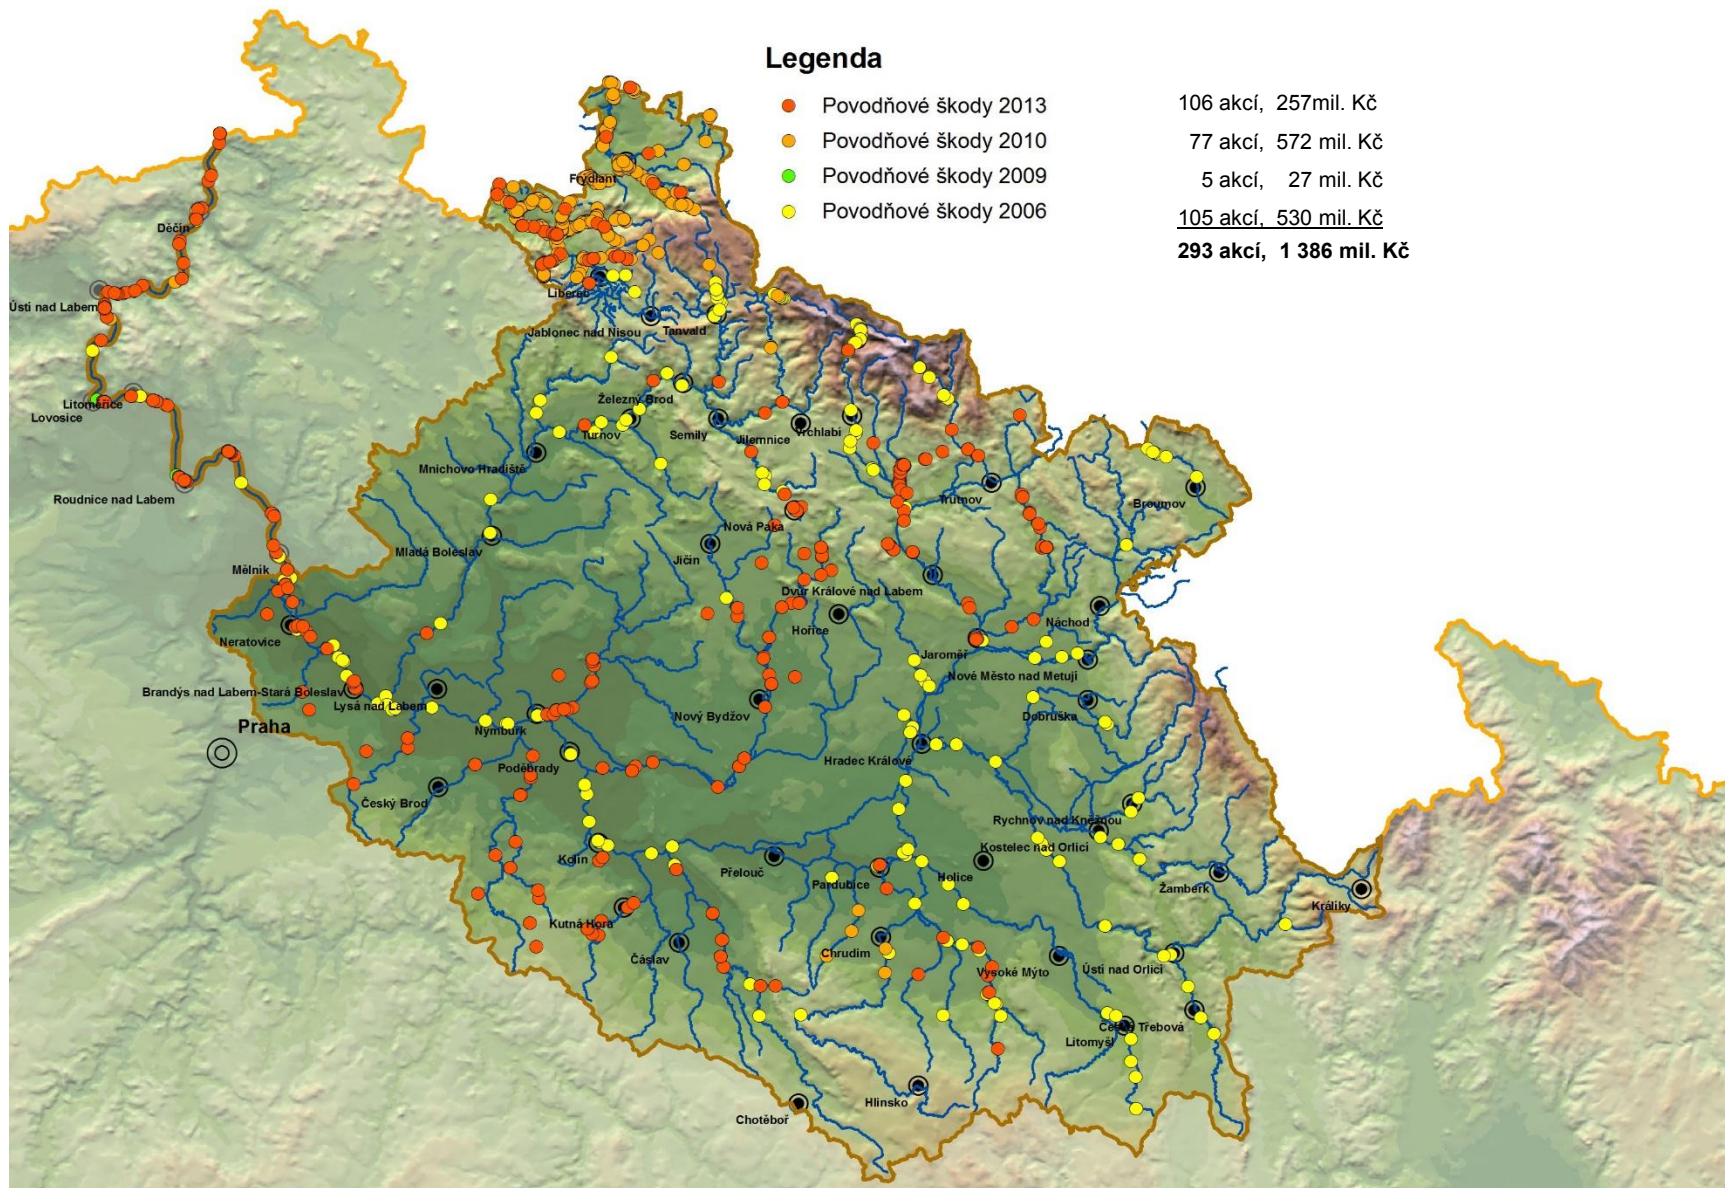 Legenda
Povodňové škody 2013
106 akcí, 257mil. Kč
Povodňové škody 2010
77 akcí, 572 mil. Kč
Povodňové škody 2009
5 akcí, 27 mil. Kč
Povodňové škody 2006
105 akcí, 530 mil. Kč
293 akcí, 1 386 mil. Kč
Frýdlant
Děčín
Liberec
Ústí nad Labem
Jablonec nad Nisou
Tanvald
Železný Brod
Litoměřice
Lovosice
Turnov
Semily
Jilemnice
Vrchlabí
Mnichovo Hradiště
Roudnice nad Labem
Trutnov
Broumov
Nová Paka
Mladá Boleslav
Jičín
Mělník
Dvůr Králové nad Labem
Hořice
Náchod
Neratovice
Jaroměř
Nové Město nad Metují
Brandýs nad Labem-Stará Boleslav
Lysá nad Labem
Nový Bydžov
Dobruška
Praha
Nymburk
Hradec Králové
Poděbrady
Český Brod
Rychnov nad Kněžnou
Kostelec nad Orlicí
Kolín
Přelouč
Pardubice
Holice
Žamberk
Králíky
Kutná Hora
Čáslav
Chrudim
Vysoké Mýto
Ústí nad Orlicí
Česká Třebová
Litomyšl
Hlinsko
Chotěboř